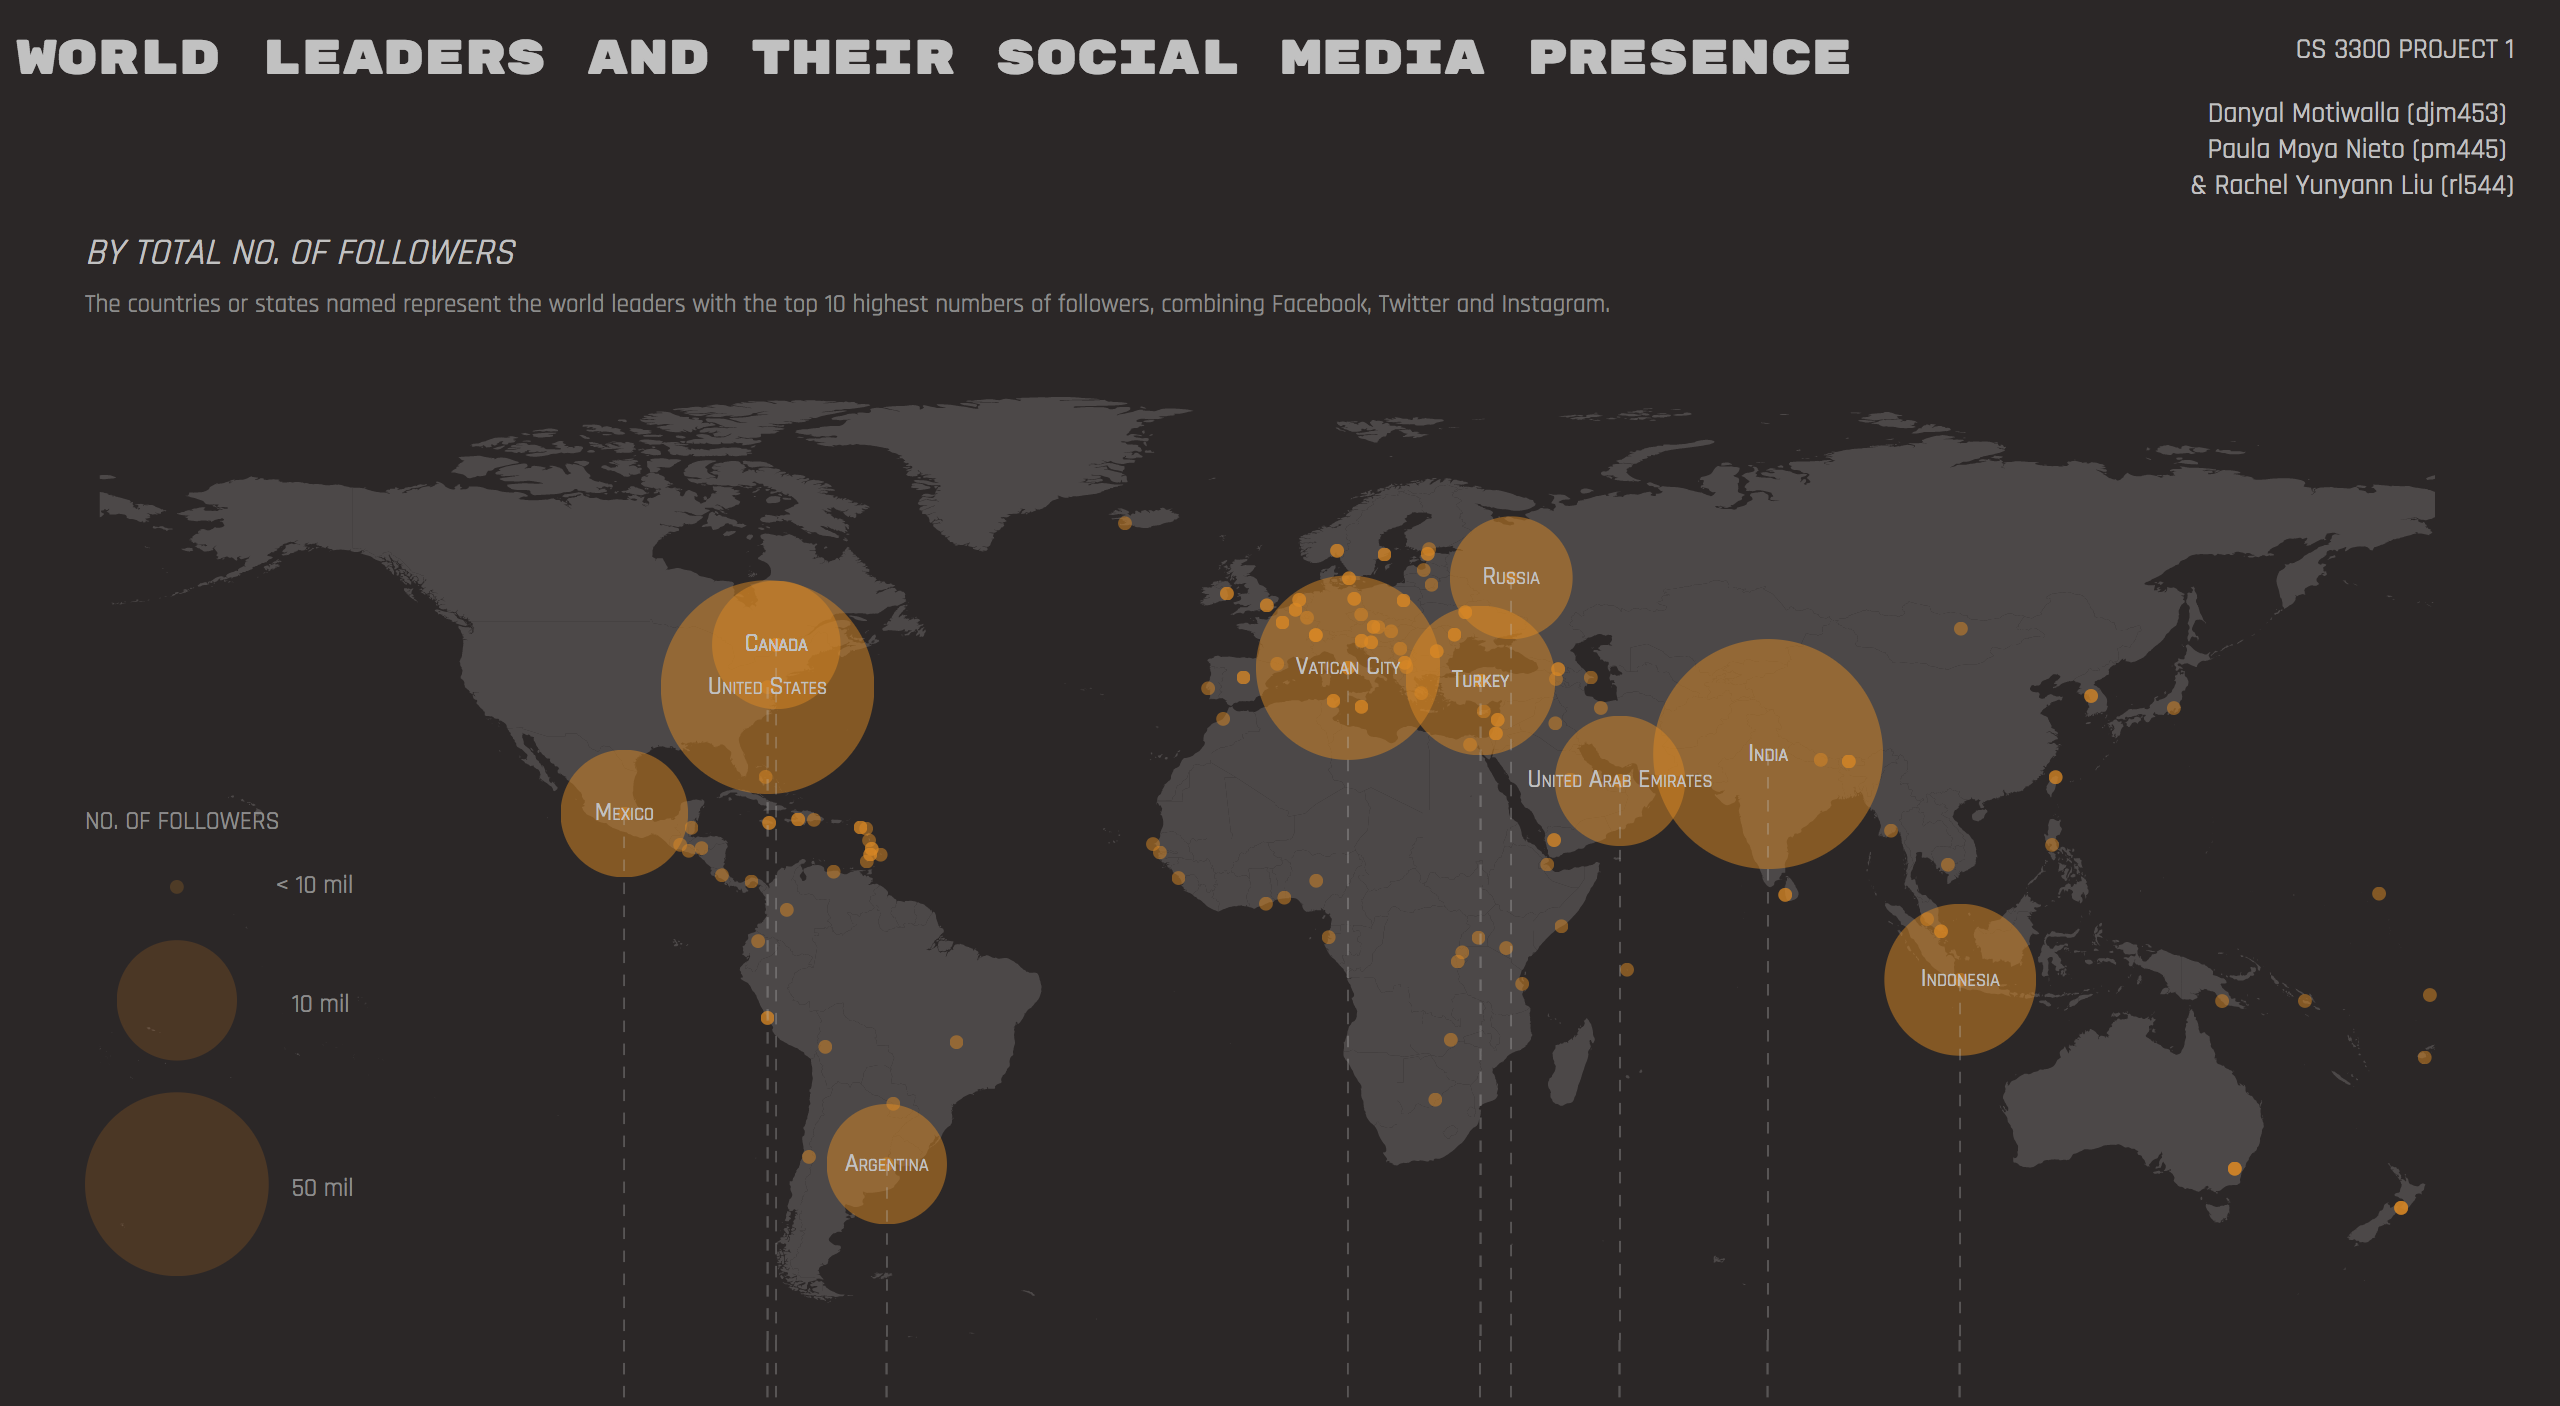 WORLD LEADERS AND THEIR SOCIAL MEDIA PRESENCE
CS 3300 PROJECT 1
Danyal Motiwalla (djm453)
Paula Moya Nieto (pm445)
& Rachel Yunyann Liu (rl544)
BY TOTAL NO. OF FOLLOWERS
The countries or states named represent the world leaders with the top 10 highest numbers of followers, combining Facebook, Twitter and Instagram.
Russia
Canada
United States
Vatican City
Turkey
India
United Arab Emirates
Mexico
Indonesia
Argentina
NO. OF FOLLOWERS
< 10 mil
10 mil
50 mil